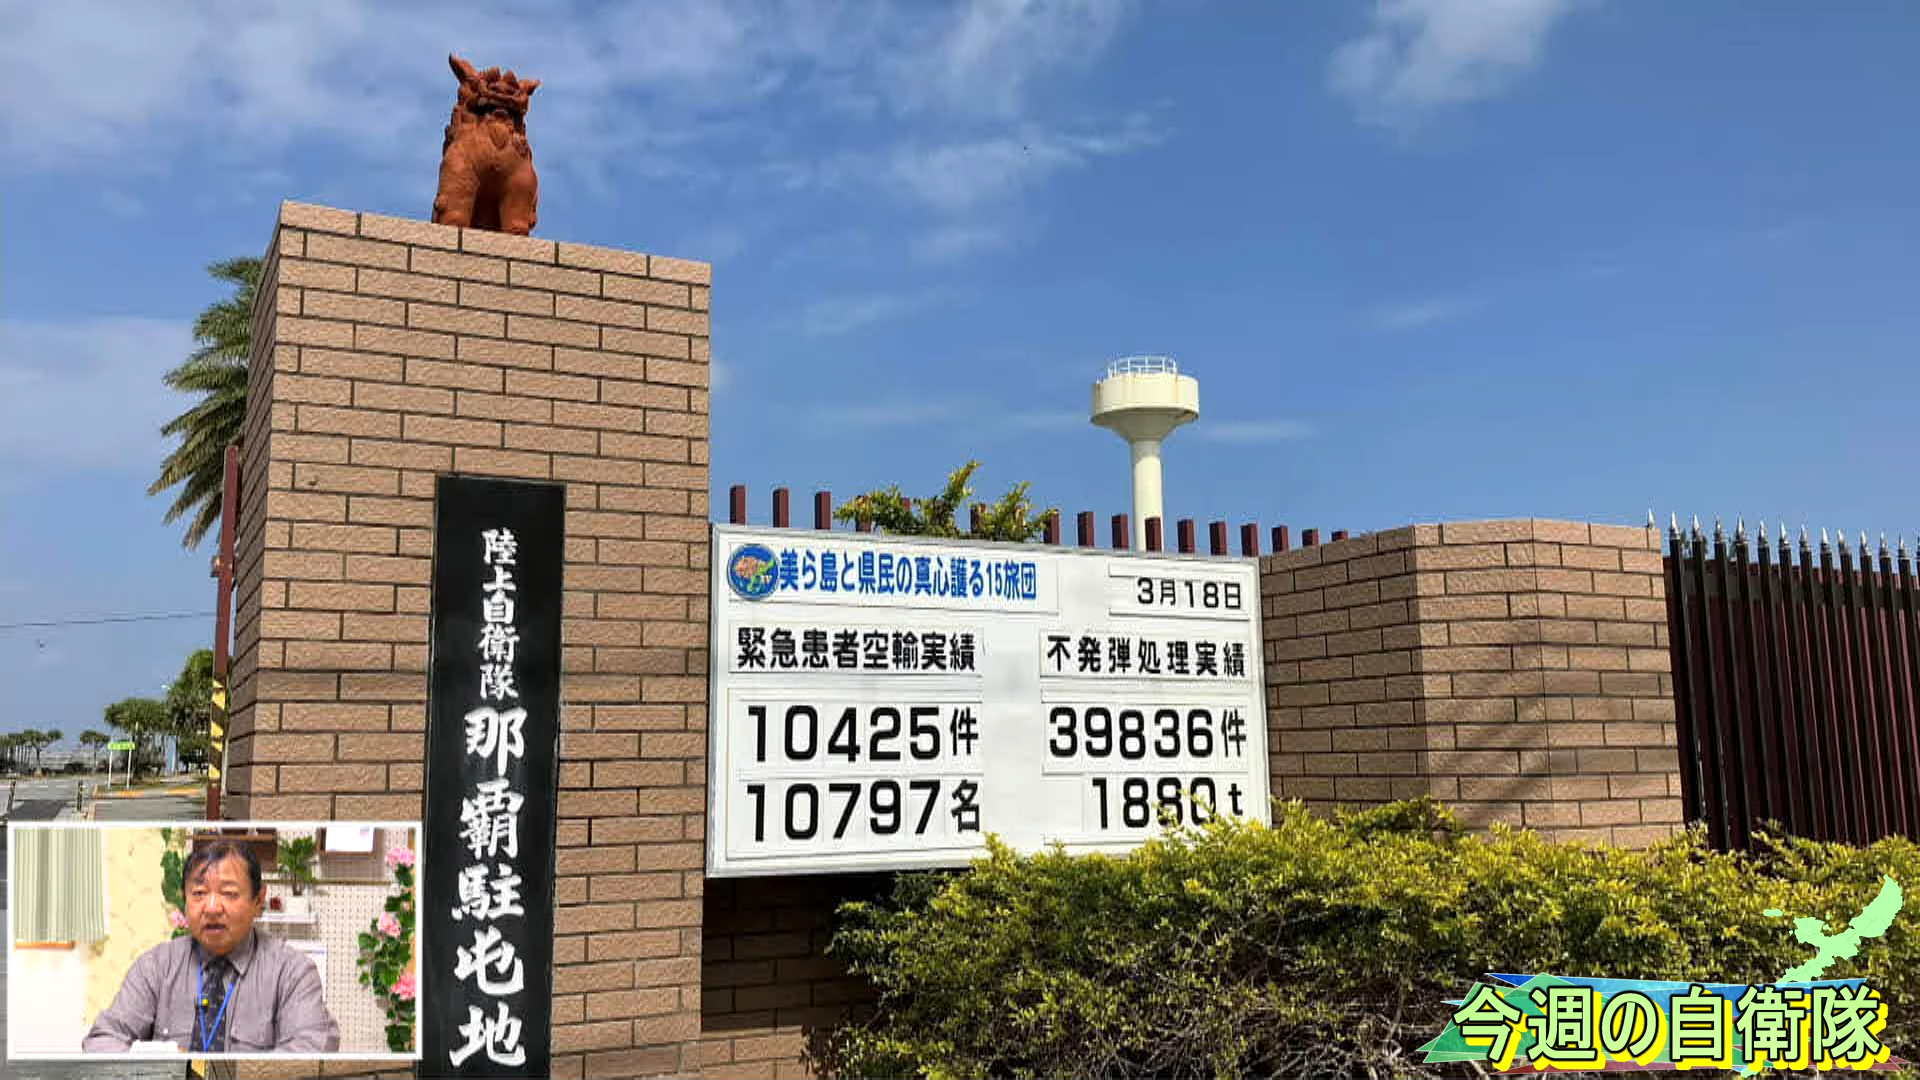 陸上自衛隊 那覇駐屯地
美ら島と県民の真心護る15旅団
3月18日
緊急患者空輸実績
不発弾処理実績
10425件
39836件
10797名
1880t
今週の自衛隊